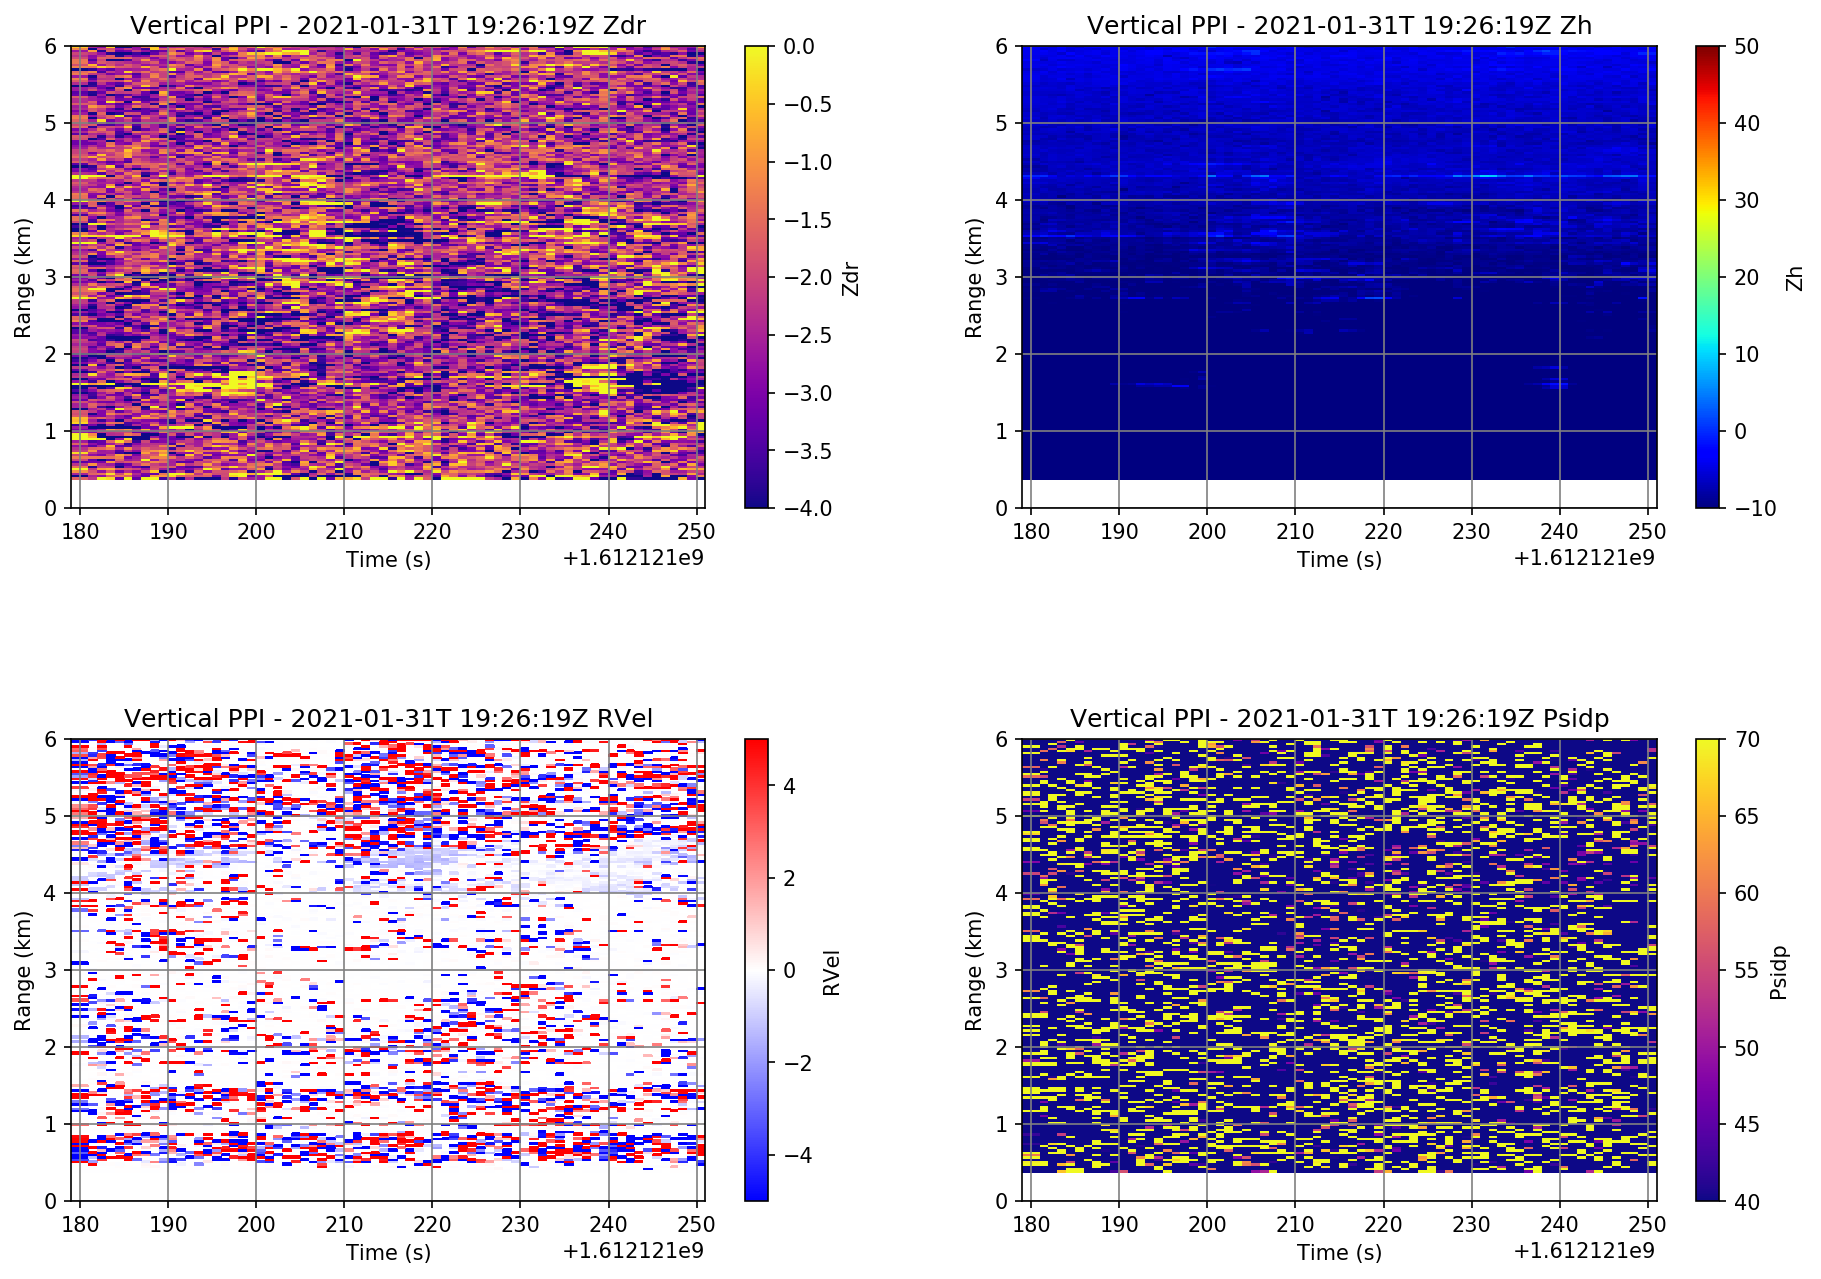 Vertical PPI - 2021-01-31T 19:26:19Z Zdr
6
5
4
3
2
1
0
Range (km)
180 190 200 210 220 230 240 250
Time (s)
+1.612121e9
0.0
−0.5
−1.0
−1.5
−2.0
−2.5
−3.0
−3.5
−4.0
Zdr
Vertical PPI - 2021-01-31T 19:26:19Z Zh
6
5
4
3
2
1
0
Range (km)
180 190 200 210 220 230 240 250
Time (s)
+1.612121e9
50
40
30
20
10
0
−10
Zh
Vertical PPI - 2021-01-31T 19:26:19Z RVel
6
5
4
3
2
1
0
Range (km)
180 190 200 210 220 230 240 250
Time (s)
+1.612121e9
4
2
0
−2
−4
RVel
Vertical PPI - 2021-01-31T 19:26:19Z Psidp
6
5
4
3
2
1
0
Range (km)
180 190 200 210 220 230 240 250
Time (s)
+1.612121e9
70
65
60
55
50
45
40
Psidp